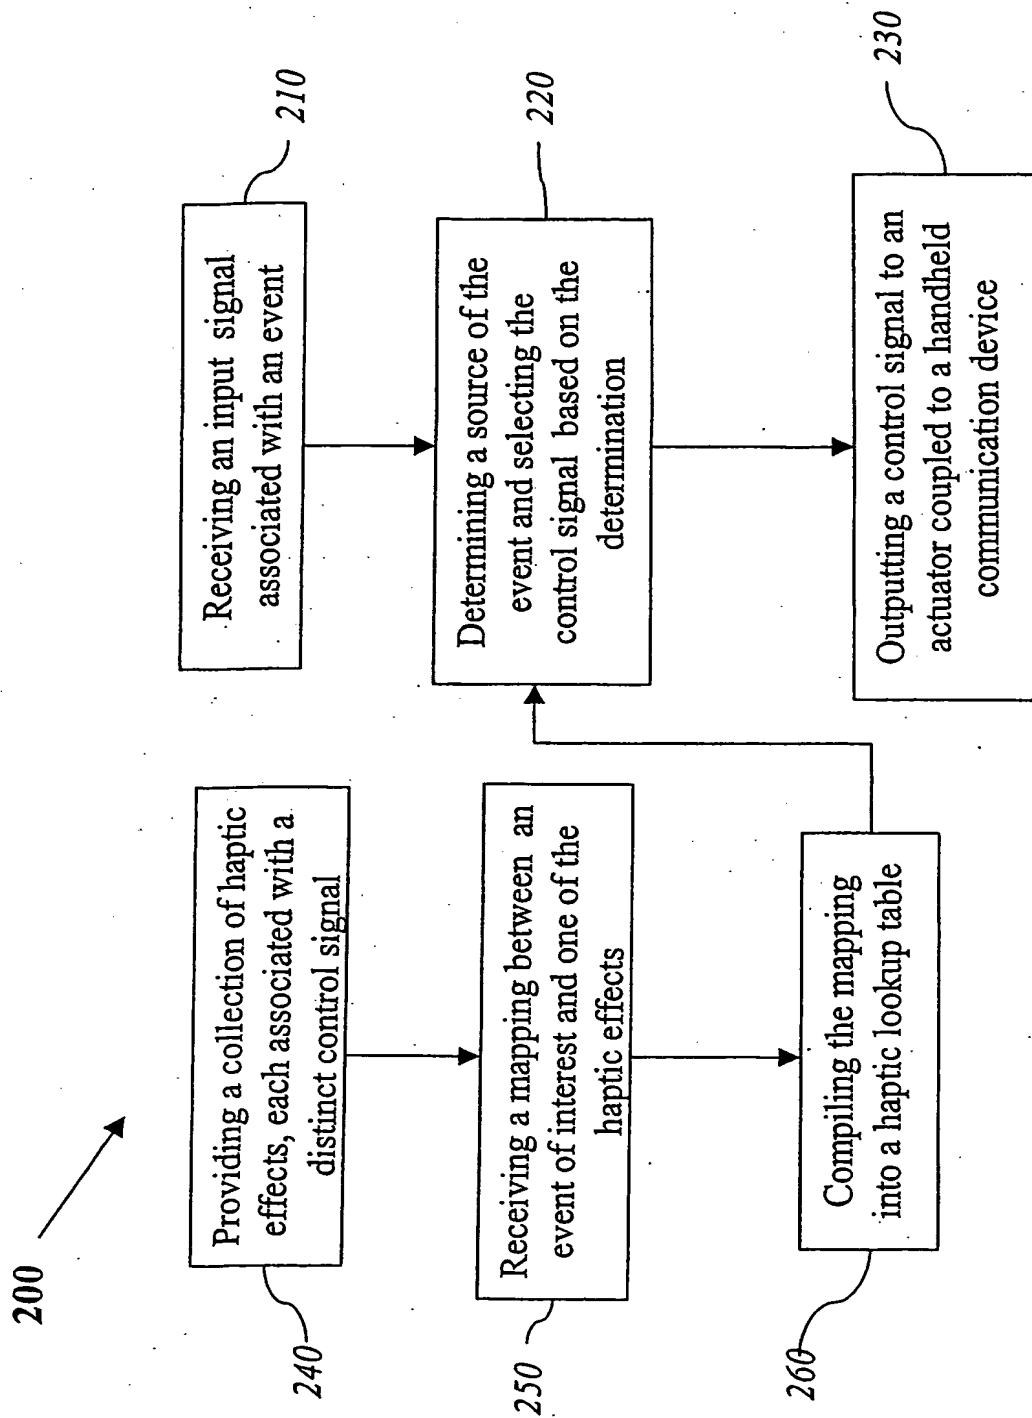 200
Providing a collection of haptic
effects, each associated with a
distinct control signal
240
Receiving a mapping between an
event of interest and one of the
haptic effects
250
Compiling the mapping
into a haptic lookup table
260
Receiving an input signal
associated with an event
210
Determining a source of the
event and selecting the
control signal based on the
determination
220
Outputting a control signal to an
actuator coupled to a handheld
communication device
230